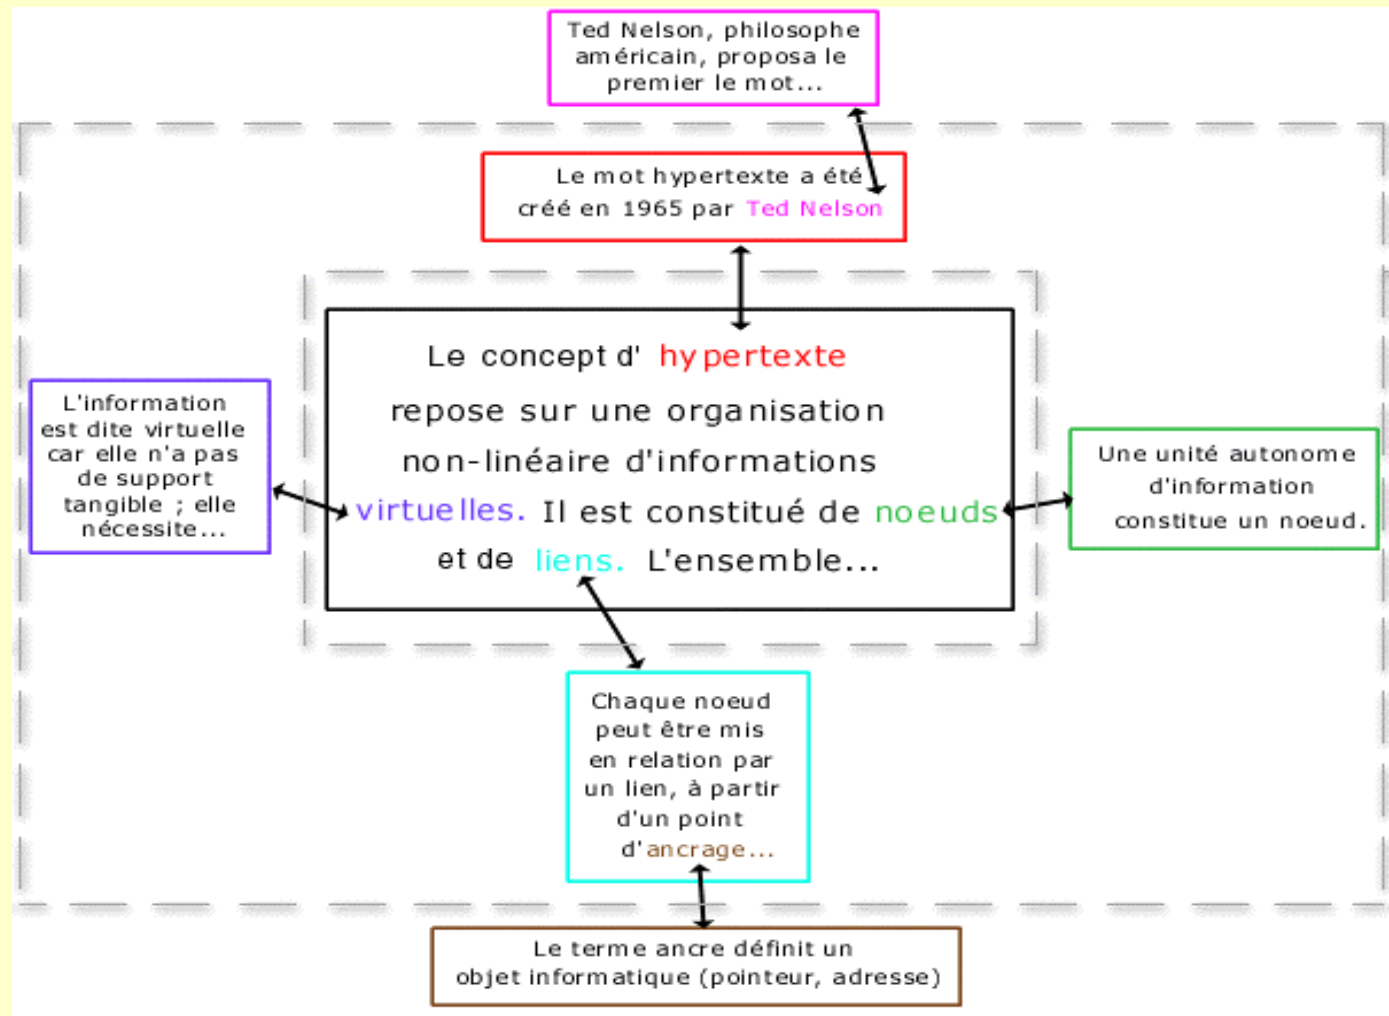 Ted Nelson, philosophe
américain, proposa le
premier le mot...
Le mot hypertexte a été
créé en 1965 par Ted Nelson
Le concept d' hypertexte
repose sur une organisation
non-linéaire d'informations
virtuelles. Il est constitué de noeuds
et de liens. L'ensemble...
L'information
est dite virtuelle
car elle n'a pas
de support
tangible ; elle
nécessite...
Une unité autonome
d'information
constitue un noeud.
Chaque noeud
peut être mis
en relation par
un lien, à partir
d'un point
d'ancrage...
Le terme ancre définit un
objet informatique (pointeur, adresse)